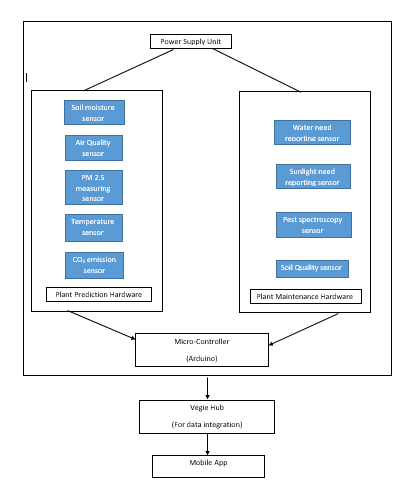 Power Supply Unit
Soil moisture
sensor
Air Quality
sensor
PM 2.5
measuring
sensor
Temperature
sensor
CO₂ emission
sensor
Plant Prediction Hardware
Water need
reporting sensor
Sunlight need
reporting sensor
Pest spectroscopy
sensor
Soil Quality sensor
Plant Maintenance Hardware
Micro-Controller
(Arduino)
Vegie Hub
(For data integration)
Mobile App